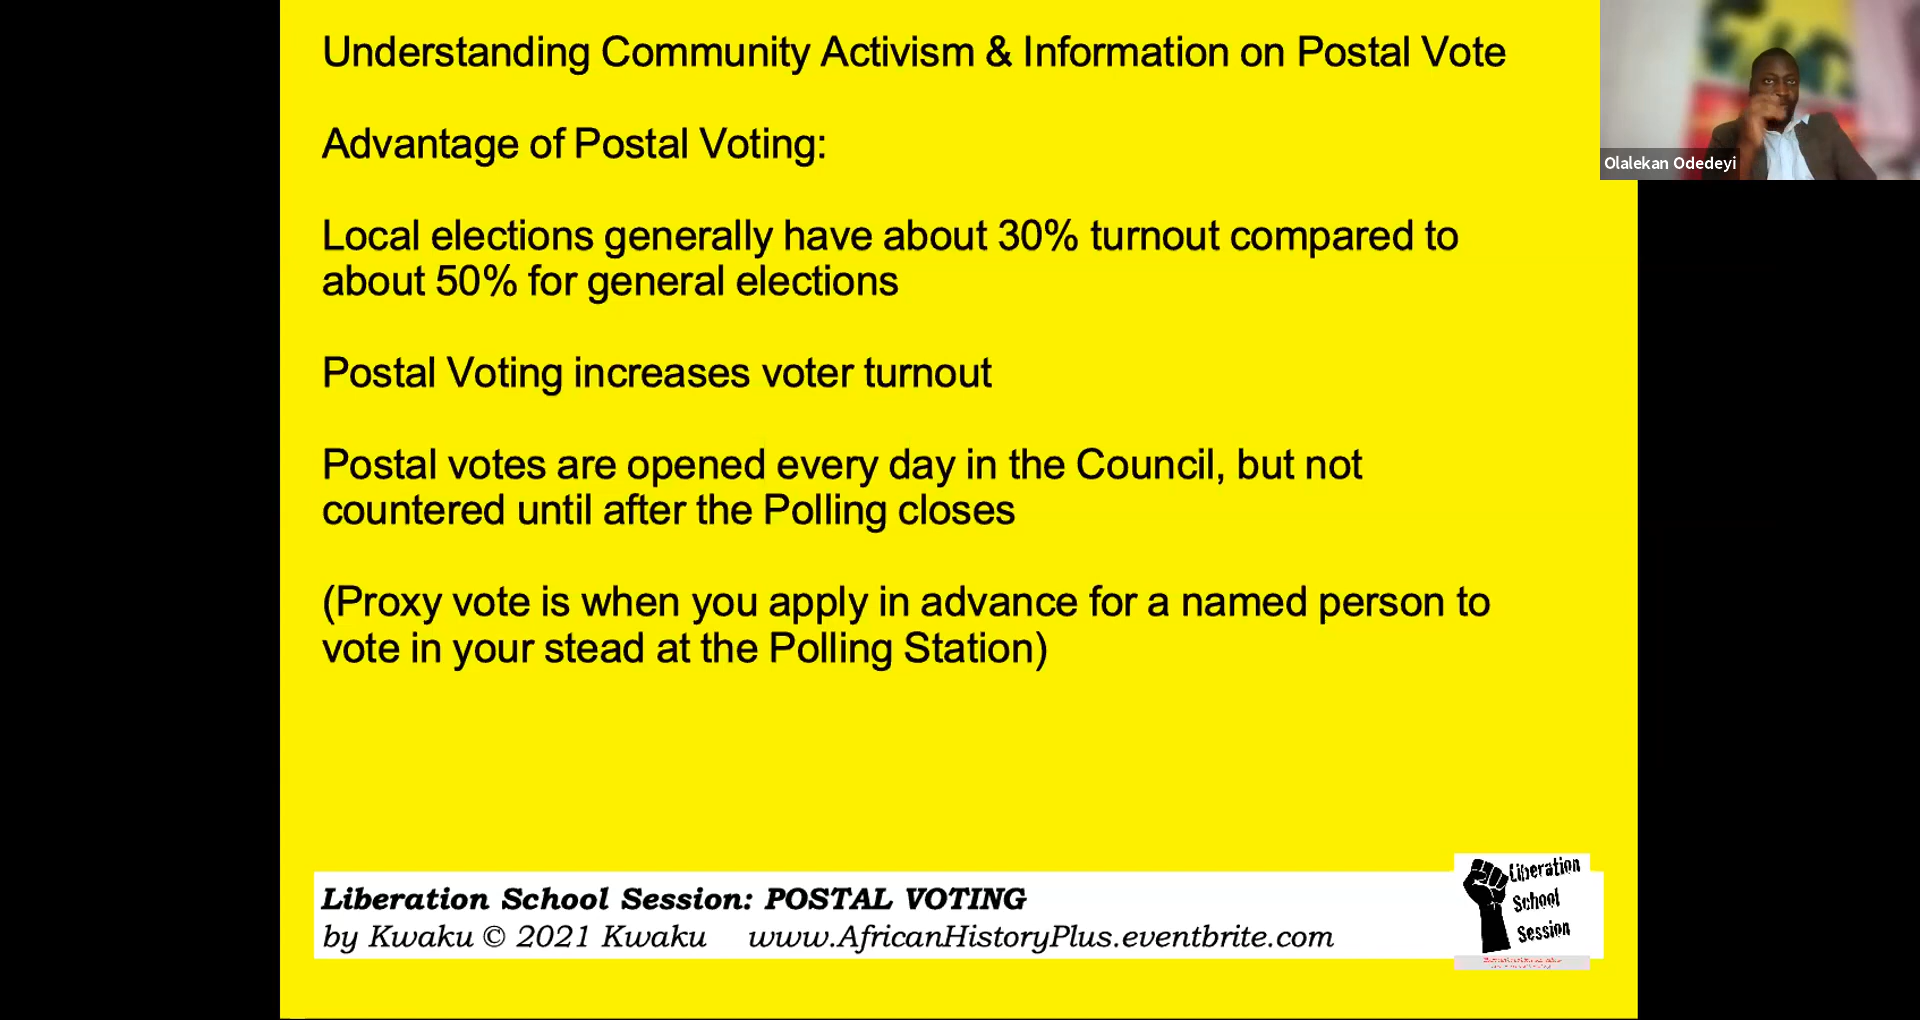 Understanding Community Activism & Information on Postal Vote
Advantage of Postal Voting:
Local elections generally have about 30% turnout compared to
about 50% for general elections
Postal Voting increases voter turnout
Postal votes are opened every day in the Council, but not
countered until after the Polling closes
(Proxy vote is when you apply in advance for a named person to
vote in your stead at the Polling Station)
Olalekan Odedeyi
Liberation School Session: POSTAL VOTING
by Kwaku © 2021 Kwaku www.AfricanHistoryPlus.eventbrite.com
Liberation
School
Session